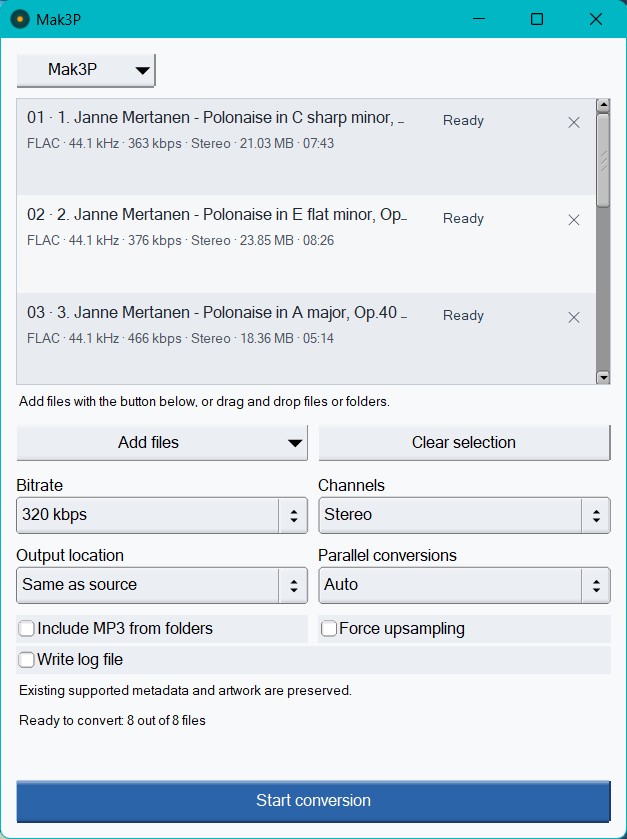 Mak3P
Mak3P
01 · 1. Janne Mertanen - Polonaise in C sharp minor, ...
Ready
FLAC · 44.1 kHz · 363 kbps · Stereo · 21.03 MB · 07:43
02 · 2. Janne Mertanen - Polonaise in E flat minor, Op...
Ready
FLAC · 44.1 kHz · 376 kbps · Stereo · 23.85 MB · 08:26
03 · 3. Janne Mertanen - Polonaise in A major, Op.40 ...
Ready
FLAC · 44.1 kHz · 466 kbps · Stereo · 18.36 MB · 05:14
Add files with the button below, or drag and drop files or folders.
Add files
Clear selection
Bitrate
Channels
320 kbps
Stereo
Output location
Parallel conversions
Same as source
Auto
Include MP3 from folders
Force upsampling
Write log file
Existing supported metadata and artwork are preserved.
Ready to convert: 8 out of 8 files
Start conversion